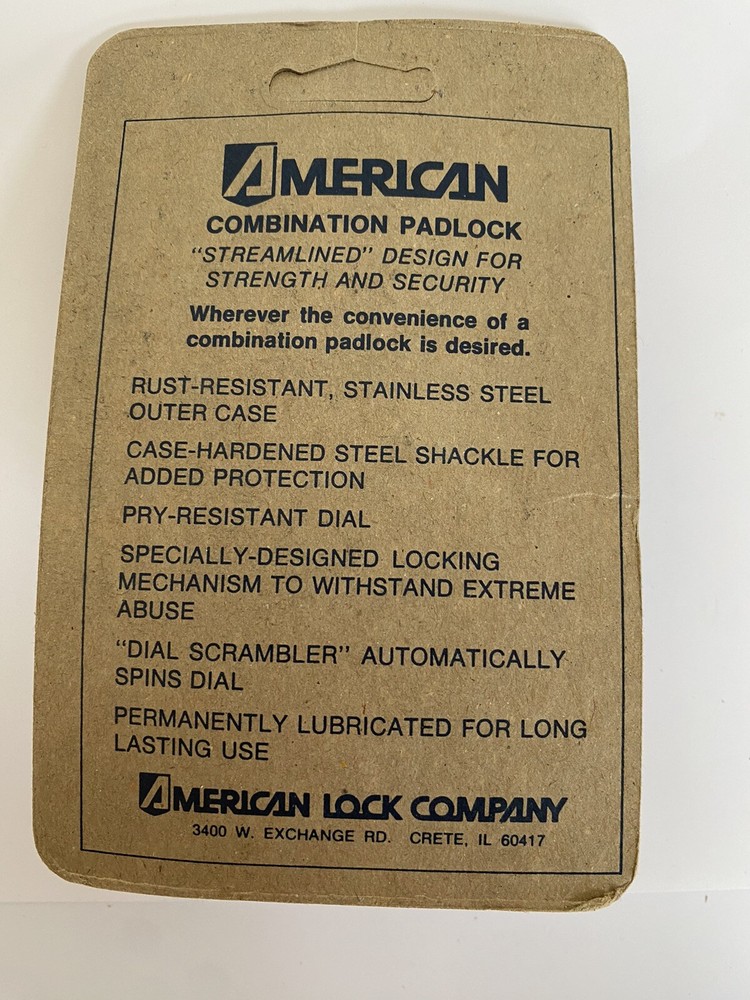 AMERICAN
COMBINATION PADLOCK
"STREAMLINED" DESIGN FOR
STRENGTH AND SECURITY
Wherever the convenience of a
combination padlock is desired.
RUST-RESISTANT, STAINLESS STEEL
OUTER CASE
CASE-HARDENED STEEL SHACKLE FOR
ADDED PROTECTION
PRY-RESISTANT DIAL
SPECIALLY-DESIGNED LOCKING
MECHANISM TO WITHSTAND EXTREME
ABUSE
"DIAL SCRAMBLER" AUTOMATICALLY
SPINS DIAL
PERMANENTLY LUBRICATED FOR LONG
LASTING USE
AMERICAN LOCK COMPANY
3400 W. EXCHANGE RD. CRETE, IL 60417